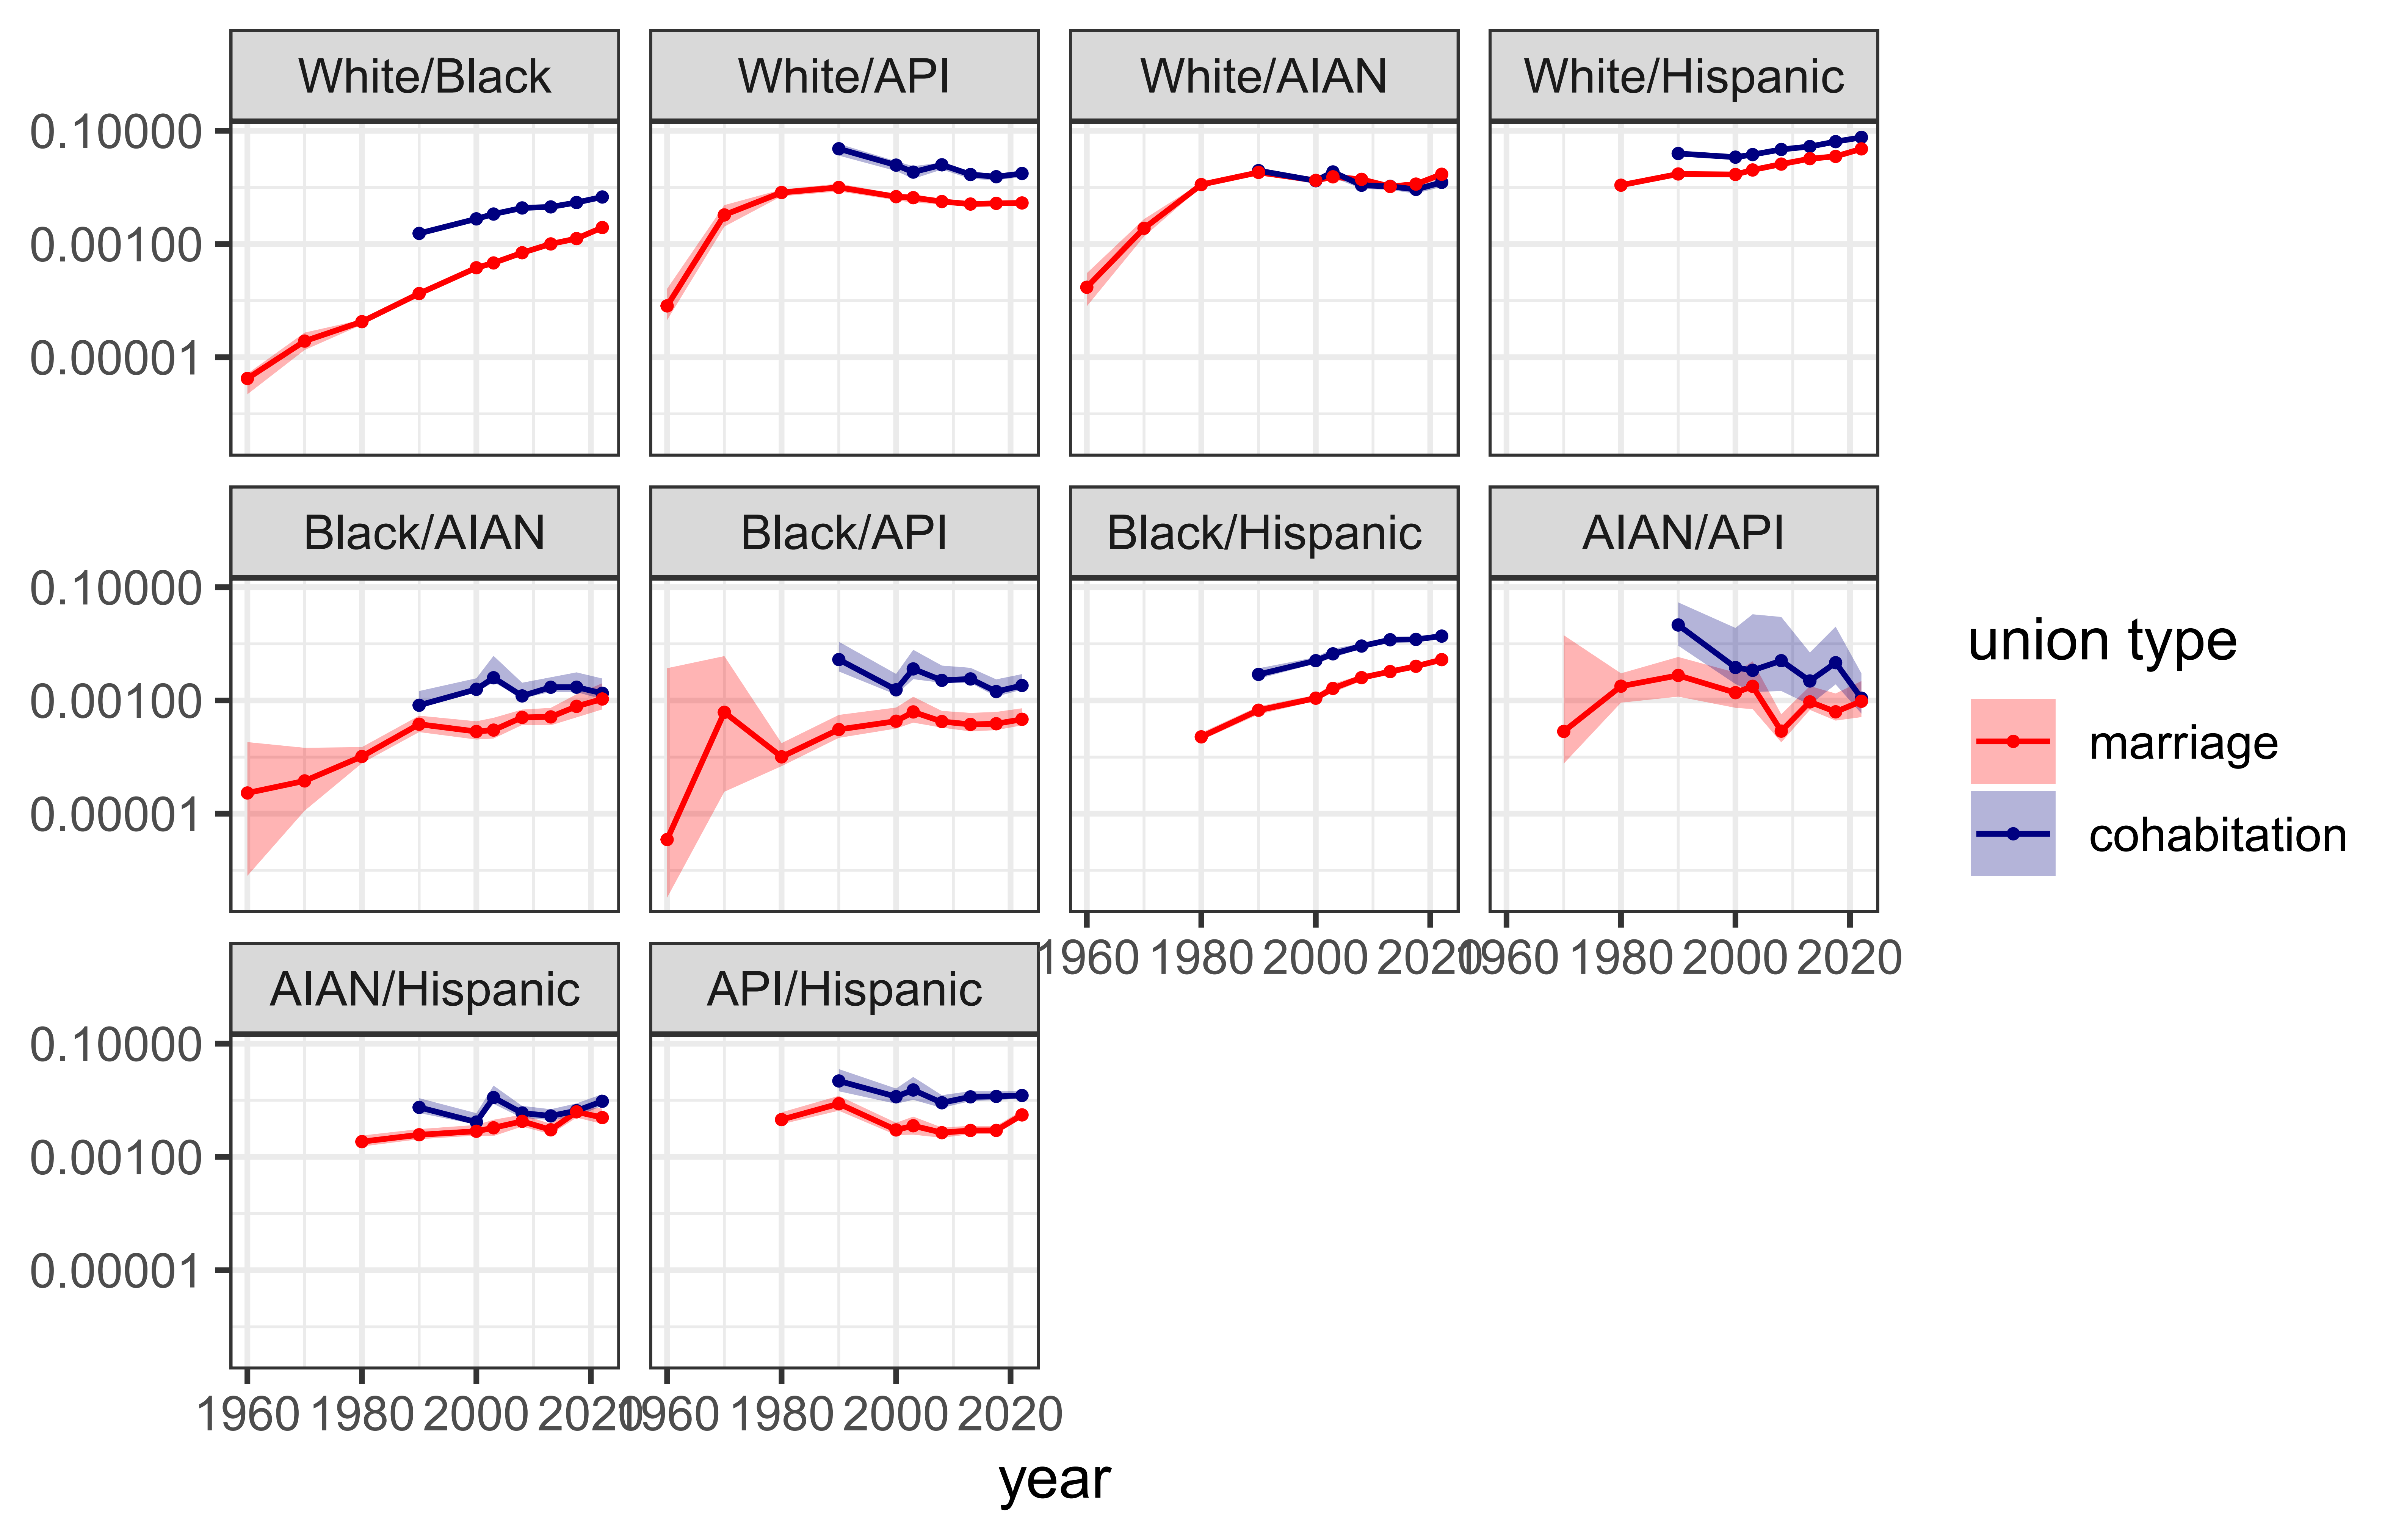 White/Black
White/API
White/AIAN
White/Hispanic
0.10000
0.00100
0.00001
Black/AIAN
Black/API
Black/Hispanic
AIAN/API
0.10000
0.00100
0.00001
1960 1980 2000 2020
1960 1980 2000 2020
AIAN/Hispanic
API/Hispanic
0.10000
0.00100
0.00001
1960 1980 2000 2020
1960 1980 2000 2020
year
union type
marriage
cohabitation